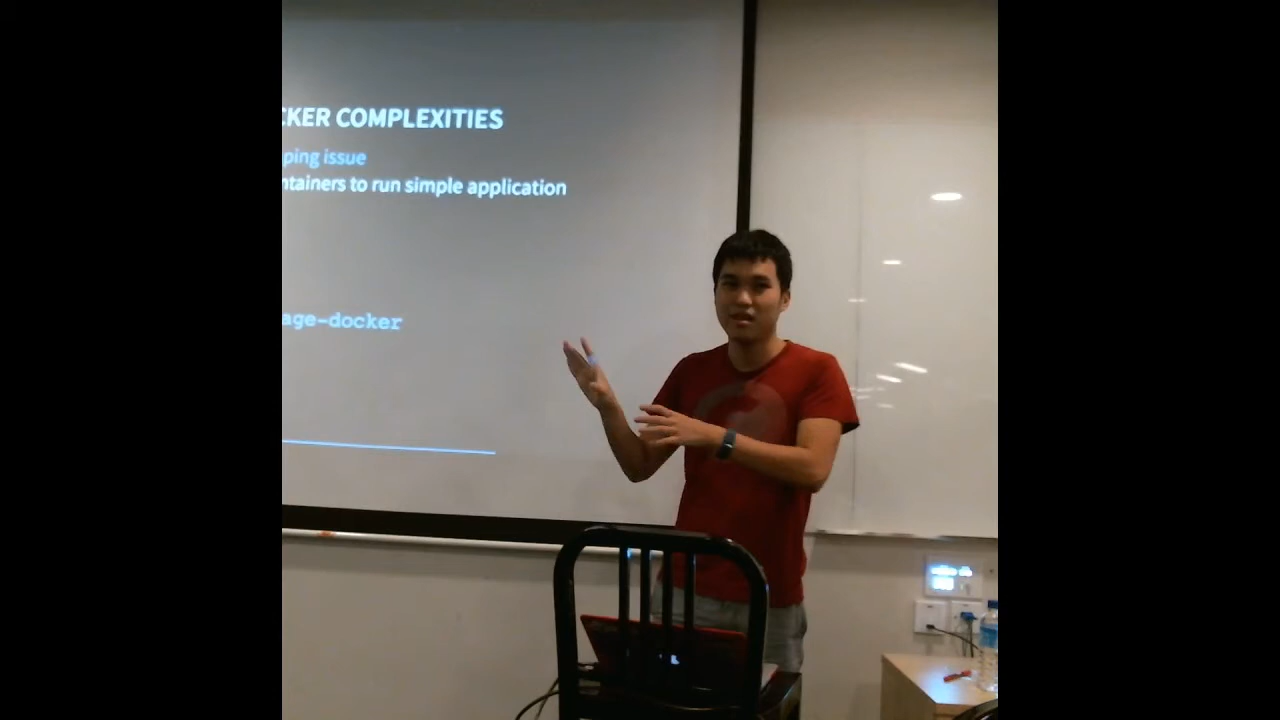 CKER COMPLEXITIES
ping issue
ntainers to run simple application
age-docker